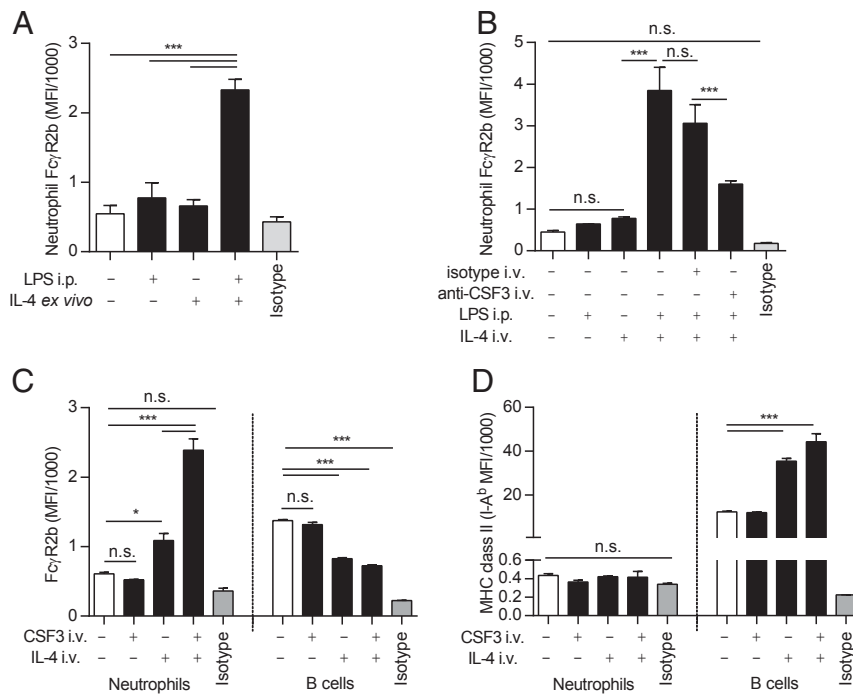 A
Neutrophil FcγR2b (MFI/1000)
3
2
1
0
***
LPS i.p. – + – +
IL-4 ex vivo – – + +
Isotype
B
Neutrophil FcγR2b (MFI/1000)
6
5
4
3
2
1
0
n.s.
*** n.s.
***
n.s.
isotype i.v. – – – – + –
anti-CSF3 i.v. – – – – – +
LPS i.p. – + – + + +
IL-4 i.v. – – + + + +
Isotype
C
FcγR2b (MFI/1000)
3
2
1
0
n.s.
***
*
n.s.
***
***
n.s.
CSF3 i.v. – + – + – + – +
IL-4 i.v. – – + + – – + +
Isotype
Isotype
Neutrophils B cells
D
MHC dass II (I-Aᵇ MFI/1000)
60
40
20
0.6
0.4
0.2
0.0
n.s.
***
CSF3 i.v. – + – + – + – +
IL-4 i.v. – – + + – – + +
Isotype
Isotype
Neutrophils B cells